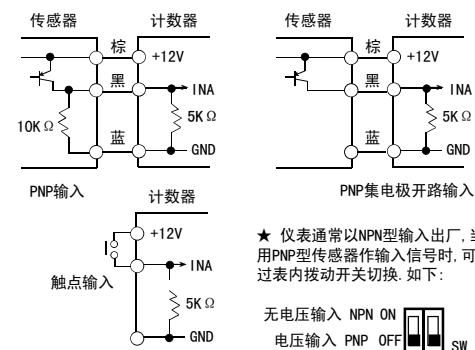 传感器 计数器
棕
+12V
黑
INA
10KΩ
5KΩ
蓝
GND
PNP输入
传感器 计数器
棕
+12V
黑
INA
5KΩ
蓝
GND
PNP集电极开路输入
计数器
+12V
INA
触点输入
5KΩ
GND
★ 仪表通常以NPN型输入出厂,
用PNP型传感器作输入信号时,可
过表内拨动开关切换.如下:
无电压输入 NPN ON
电压输入 PNP OFF
SW